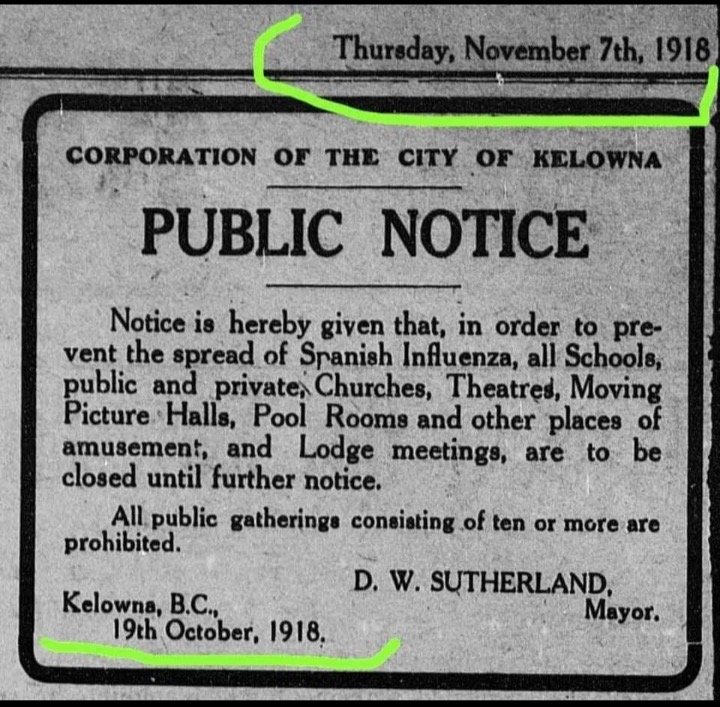 Thursday, November 7th, 1918
CORPORATION OF THE CITY OF KELOWNA
PUBLIC NOTICE
Notice is hereby given that, in order to pre-
vent the spread of Spanish Influenza, all Schools,
public and private, Churches, Theatres, Moving
Picture Halls, Pool Rooms and other places of
amusement, and Lodge meetings, are to be
closed until further notice.
All public gatherings consisting of ten or more are
prohibited.
D. W. SUTHERLAND,
Mayor.
Kelowna, B.C.,
19th October, 1918.